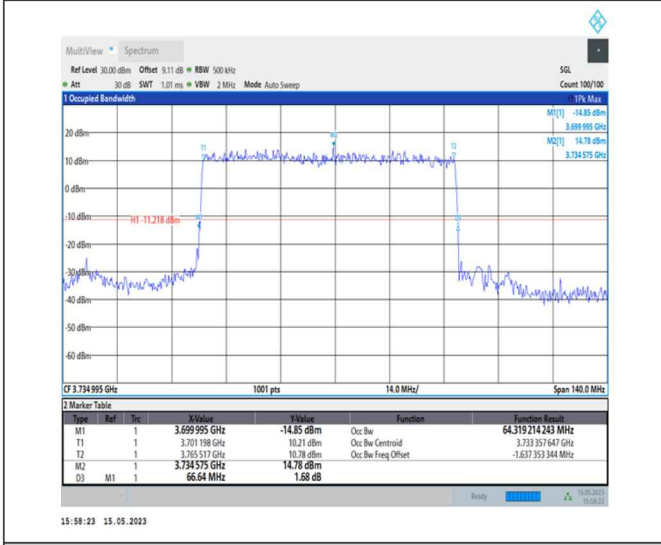 MultiView Spectrum
Ref Level 30.00 dBm Offset 9.11 dB RBW 500 kHz SGL
Att 30 dB SWT 1.01 ms VBW 2 MHz Mode Auto Sweep Count 100/100
1 Occupied Bandwidth 1Pk Max
M1[1] -14.85 dBm
3.699 995 GHz
M2[1] 14.78 dBm
3.734 575 GHz
20 dBm
T1 M2 T2
10 dBm
0 dBm
-10 dBm
H1 -11.218 dBm
-20 dBm
-30 dBm
-40 dBm
-50 dBm
-60 dBm
CF 3.734 995 GHz 1001 pts 14.0 MHz/ Span 140.0 MHz
2 Marker Table
Type Ref Trc X-Value Y-Value Function Function Result
M1 1 3.699 995 GHz -14.85 dBm Occ Bw 64.319 214 243 MHz
T1 1 3.701 198 GHz 10.21 dBm Occ Bw Centroid 3.733 357 647 GHz
T2 1 3.765 517 GHz 10.78 dBm Occ Bw Freq Offset -1.637 353 344 MHz
M2 1 3.734 575 GHz 14.78 dBm
D3 M1 1 66.64 MHz 1.68 dB
Ready 15.05.2023
15:58:22
15:58:23 15.05.2023